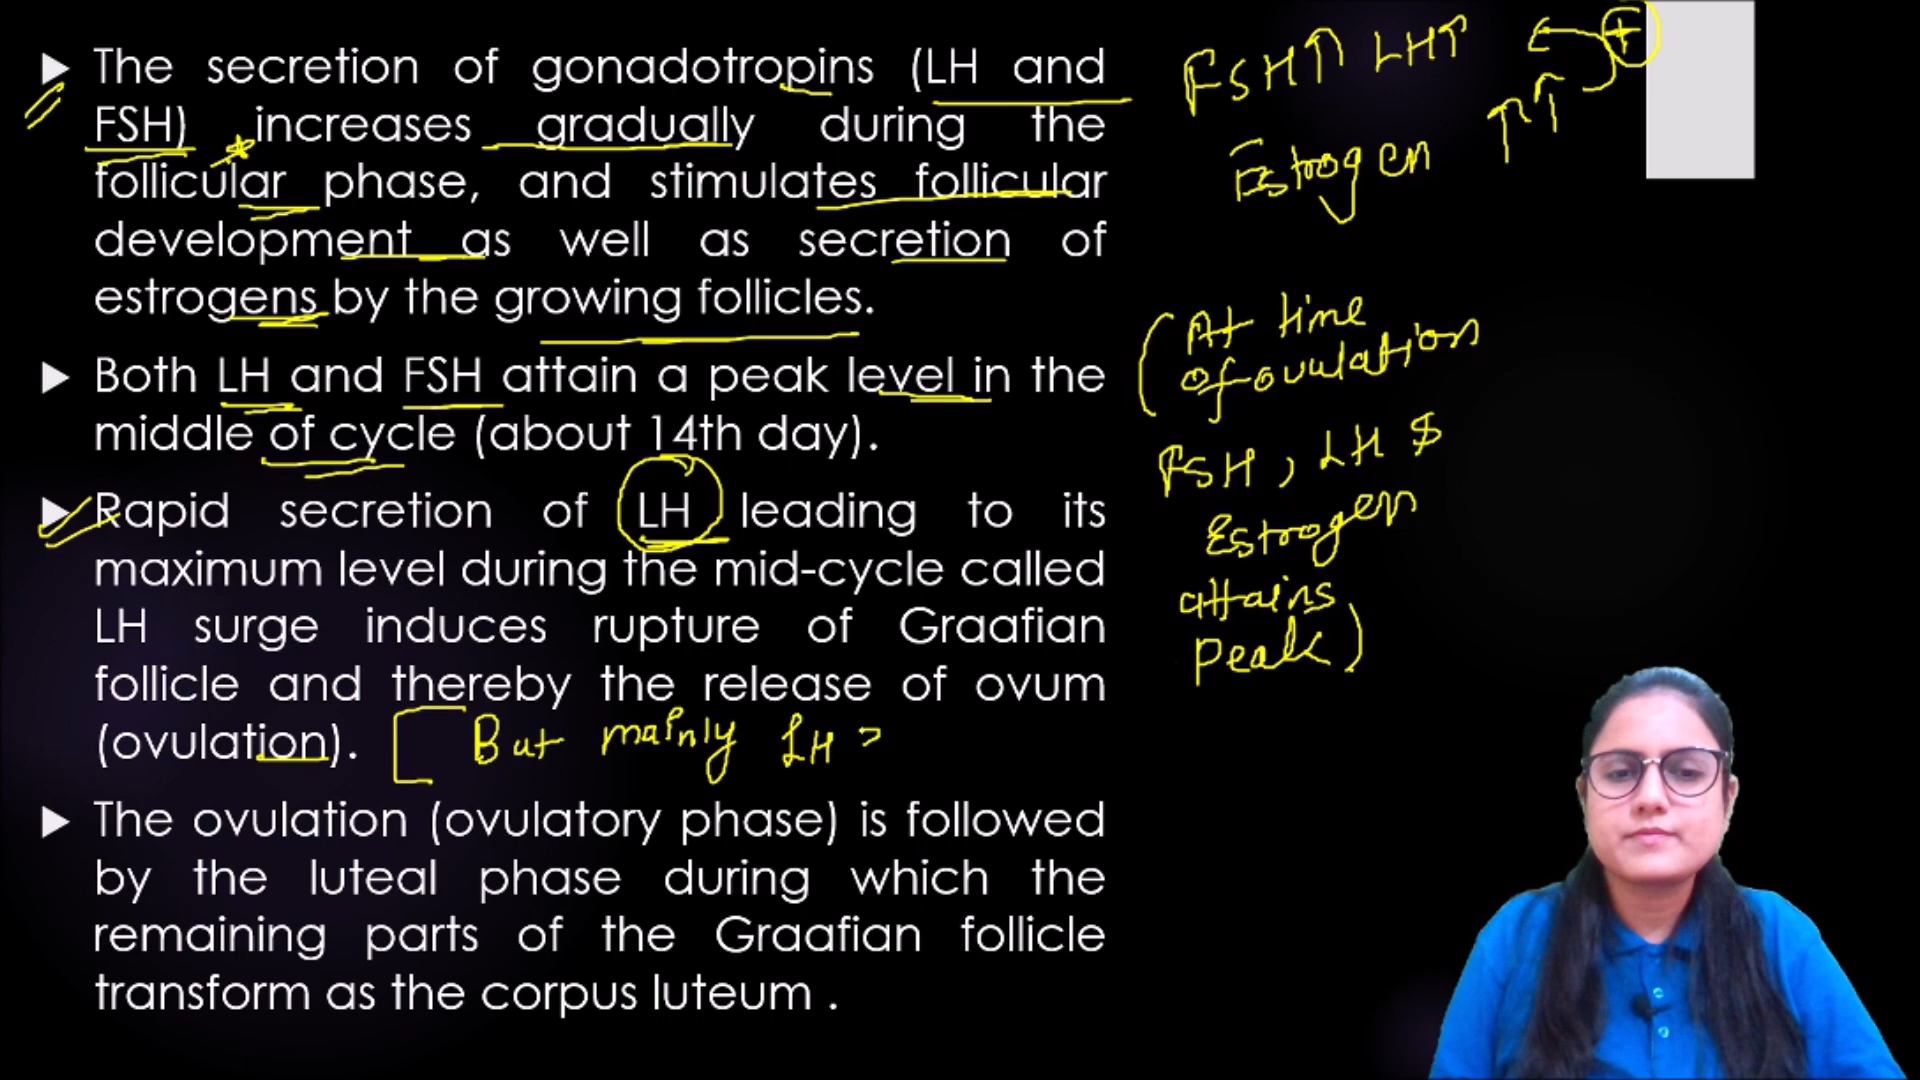 The secretion of gonadotropins (LH and
FSH) increases gradually during the
follicular phase, and stimulates follicular
development as well as secretion of
estrogens by the growing follicles.
Both LH and FSH attain a peak level in the
middle of cycle (about 14th day).
Rapid secretion of LH leading to its
maximum level during the mid-cycle called
LH surge induces rupture of Graafian
follicle and thereby the release of ovum
(ovulation).
But mainly LH
The ovulation (ovulatory phase) is followed
by the luteal phase during which the
remaining parts of the Graafian follicle
transform as the corpus luteum .
FSH↑ LH↑ ← +
Estrogen ↑↑
(At time
of ovulation
FSH, LH $
Estrogen
attains
peak)